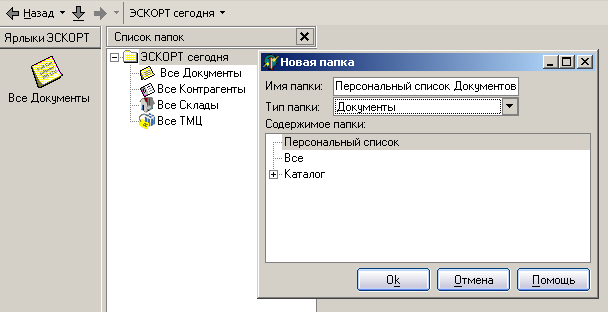 Назад ЭСКОРТ сегодня
Ярлыки ЭСКОРТ
Все Документы
Список папок
ЭСКОРТ сегодня
Все Документы
Все Контрагенты
Все Склады
Все ТМЦ
Новая папка
Имя папки: Персональный список Документов
Тип папки: Документы
Содержимое папки:
Персональный список
Все
Каталог
Ok Отмена Помощь